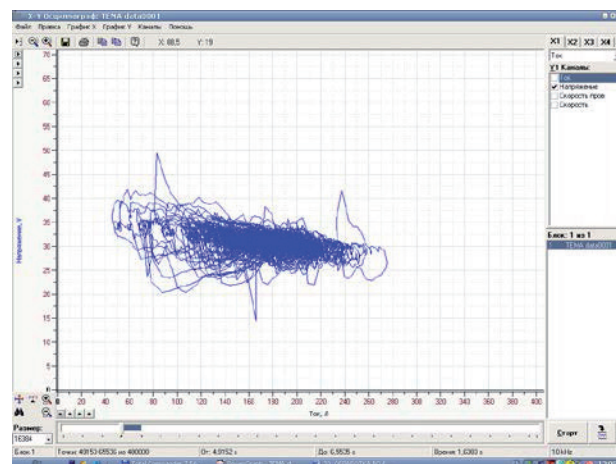 X-Y Осциллограф: TENA data0001
Файл Правка График X График Y Каналы Помощь
X: 88,5 Y: 19
X1 X2 X3 X4
Ток
Y1 Каналы:
Ток
Напряжение
Скорость пров
Скорость
70
65
60
55
50
45
40
35
30
25
20
15
10
5
0
Напряжение, V
0 20 40 60 80 100 120 140 160 180 200 220 240 260 280 300 320 340 360 380 400
Ток, А
Блок: 1 из 1
1 TENA data0001
Размер:
16384
Старт
Блок 1
Точки: 49153-65536 из 400000
От: 4,9152 s
До: 6,5535 s
Время: 1,6383 s
10 kHz